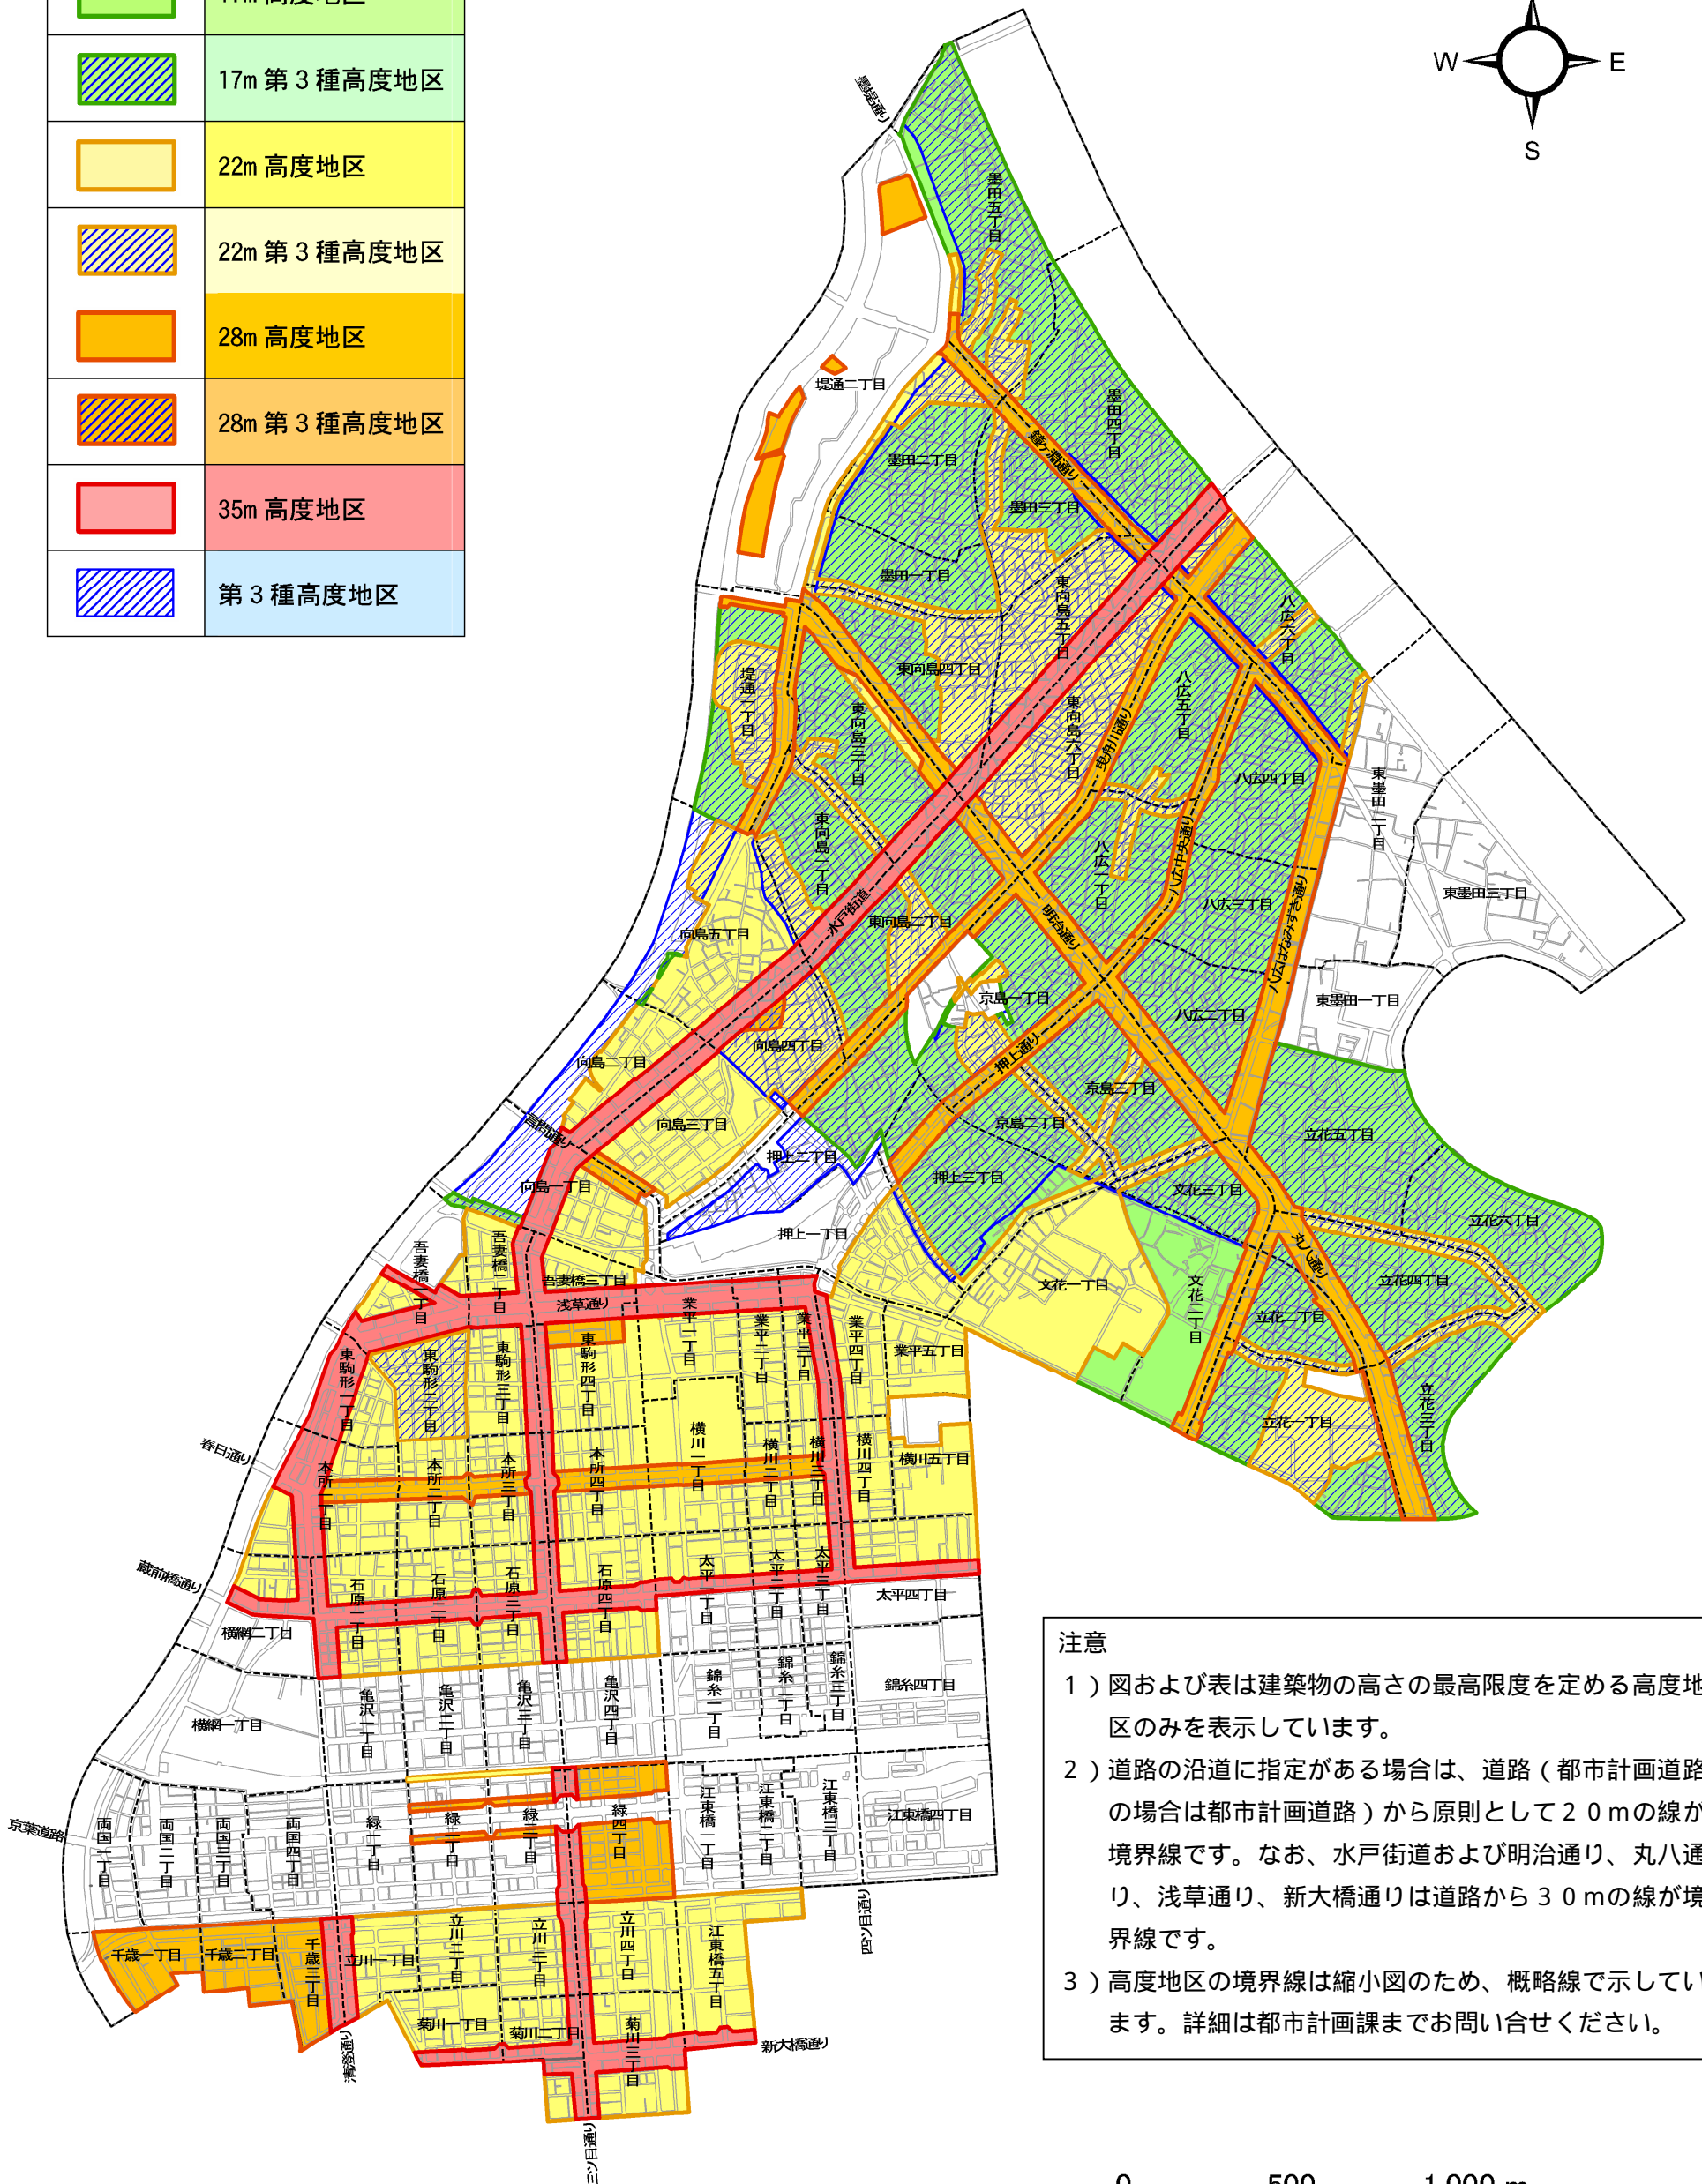 17m 高度地区
17m 第３種高度地区
22m 高度地区
22m 第３種高度地区
28m 高度地区
28m 第３種高度地区
35m 高度地区
第３種高度地区
W
E
S
墨堤通り
墨田五丁目
堤通二丁目
墨田四丁目
鐘ヶ淵通り
墨田二丁目
墨田三丁目
墨田一丁目
東向島五丁目
八広六丁目
東向島四丁目
堤通一丁目
東向島三丁目
東向島六丁目
曳舟川通り
八広五丁目
八広四丁目
東墨田二丁目
東向島一丁目
八広一丁目
八広中央通り
東墨田三丁目
水戸街道
東向島二丁目
明治通り
八広三丁目
八広はなみずき通り
向島五丁目
京島一丁目
東墨田一丁目
八広二丁目
向島二丁目
向島四丁目
押上通り
京島三丁目
言問通り
向島三丁目
京島二丁目
立花五丁目
押上二丁目
向島一丁目
押上三丁目
文花三丁目
立花六丁目
押上一丁目
吾妻橋一丁目
吾妻橋二丁目
吾妻橋三丁目
丸八通り
立花四丁目
文花一丁目
文花二丁目
浅草通り
業平一丁目
業平二丁目
業平三丁目
業平四丁目
業平五丁目
立花二丁目
東駒形一丁目
東駒形二丁目
東駒形三丁目
東駒形四丁目
立花三丁目
立花一丁目
春日通り
本所一丁目
本所二丁目
本所三丁目
本所四丁目
横川一丁目
横川二丁目
横川三丁目
横川四丁目
横川五丁目
蔵前橋通り
石原一丁目
石原二丁目
石原三丁目
石原四丁目
太平一丁目
太平二丁目
太平三丁目
太平四丁目
横網二丁目
横網一丁目
亀沢一丁目
亀沢二丁目
亀沢三丁目
亀沢四丁目
錦糸一丁目
錦糸二丁目
錦糸三丁目
錦糸四丁目
京葉道路
両国一丁目
両国二丁目
両国三丁目
両国四丁目
緑一丁目
緑二丁目
緑三丁目
緑四丁目
江東橋一丁目
江東橋二丁目
江東橋三丁目
江東橋四丁目
四ツ目通り
千歳一丁目
千歳二丁目
千歳三丁目
立川一丁目
立川二丁目
立川三丁目
立川四丁目
江東橋五丁目
菊川一丁目
菊川二丁目
菊川三丁目
清澄通り
新大橋通り
三ツ目通り
注意
１）図および表は建築物の高さの最高限度を定める高度地
区のみを表示しています。
２）道路の沿道に指定がある場合は、道路（都市計画道路
の場合は都市計画道路）から原則として２０ｍの線が
境界線です。なお、水戸街道および明治通り、丸八通
り、浅草通り、新大橋通りは道路から３０ｍの線が境
界線です。
３）高度地区の境界線は縮小図のため、概略線で示してい
ます。詳細は都市計画課までお問い合せください。
0 500 1,000 m